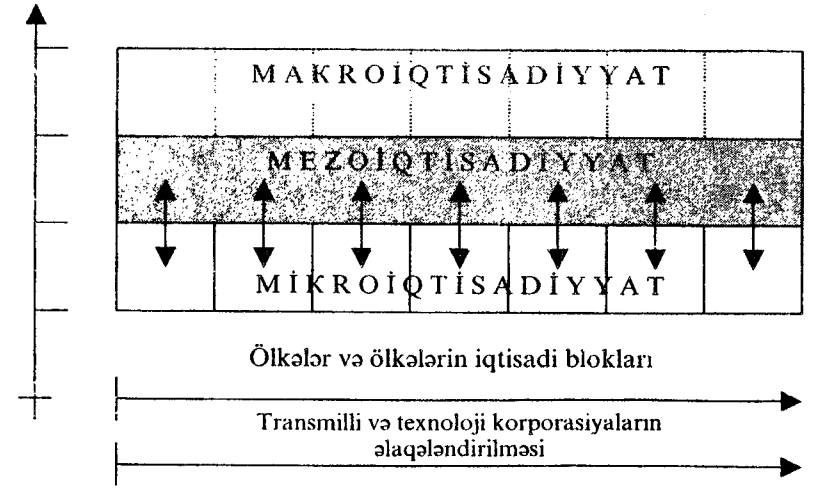 MAKROİQTİSADİYYAT
MEZOİQTİSADİYYAT
MİKROİQTİSADİYYAT
Ölkələr və ölkələrin iqtisadi blokları
Transmilli və texnoloji korporasiyaların
əlaqələndirilməsi